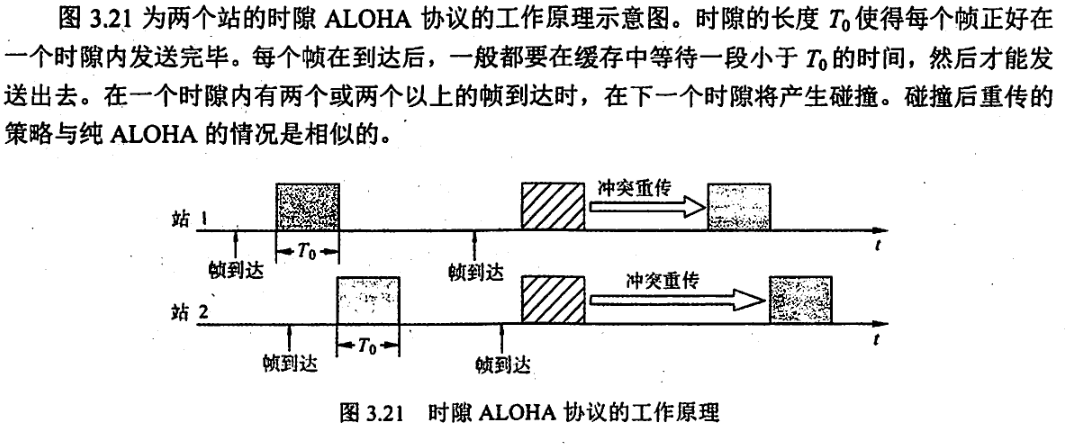 图 3.21 为两个站的时隙 ALOHA 协议的工作原理示意图。时隙的长度 T₀使得每个帧正好在
一个时隙内发送完毕。每个帧在到达后，一般都要在缓存中等待一段小于 T₀的时间，然后才能发
送出去。在一个时隙内有两个或两个以上的帧到达时，在下一个时隙将产生碰撞。碰撞后重传的
策略与纯 ALOHA 的情况是相似的。
冲突重传
站 1
t
T₀
帧到达
帧到达
冲突重传
站 2
t
T₀
帧到达
帧到达
图 3.21 时隙 ALOHA 协议的工作原理